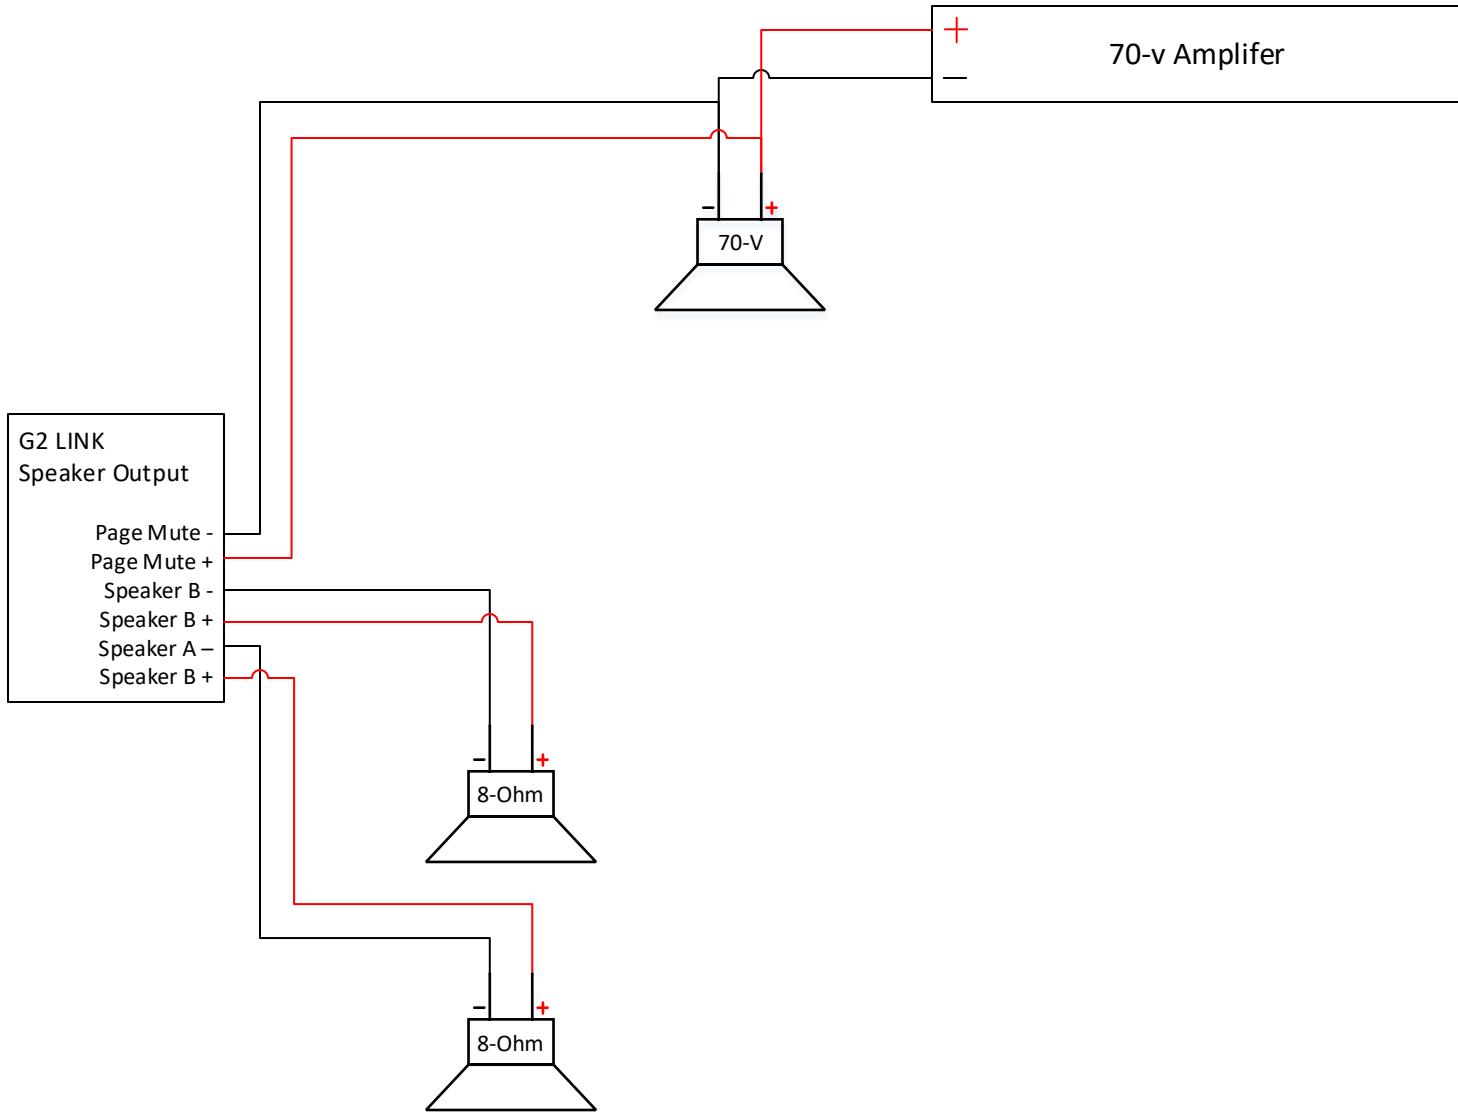 +
70-v Amplifer
—
– +
70-V
G2 LINK
Speaker Output
Page Mute -
Page Mute +
Speaker B -
Speaker B +
Speaker A –
Speaker B +
– +
8-Ohm
– +
8-Ohm